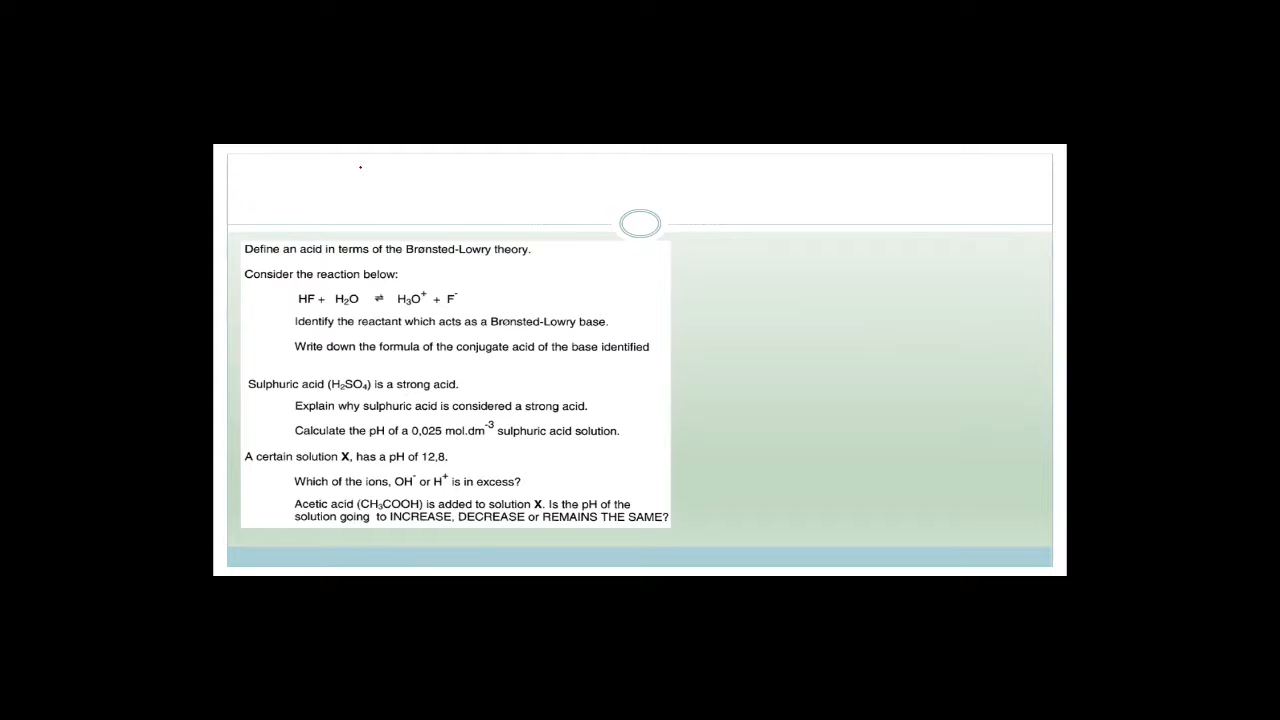 Define an acid in terms of the Brønsted-Lowry theory.
Consider the reaction below:
HF + H₂O ⇌ H₃O⁺ + F⁻
Identify the reactant which acts as a Brønsted-Lowry base.
Write down the formula of the conjugate acid of the base identified
Sulphuric acid (H₂SO₄) is a strong acid.
Explain why sulphuric acid is considered a strong acid.
Calculate the pH of a 0,025 mol.dm⁻³ sulphuric acid solution.
A certain solution X, has a pH of 12,8.
Which of the ions, OH⁻ or H⁺ is in excess?
Acetic acid (CH₃COOH) is added to solution X. Is the pH of the
solution going to INCREASE, DECREASE or REMAINS THE SAME?